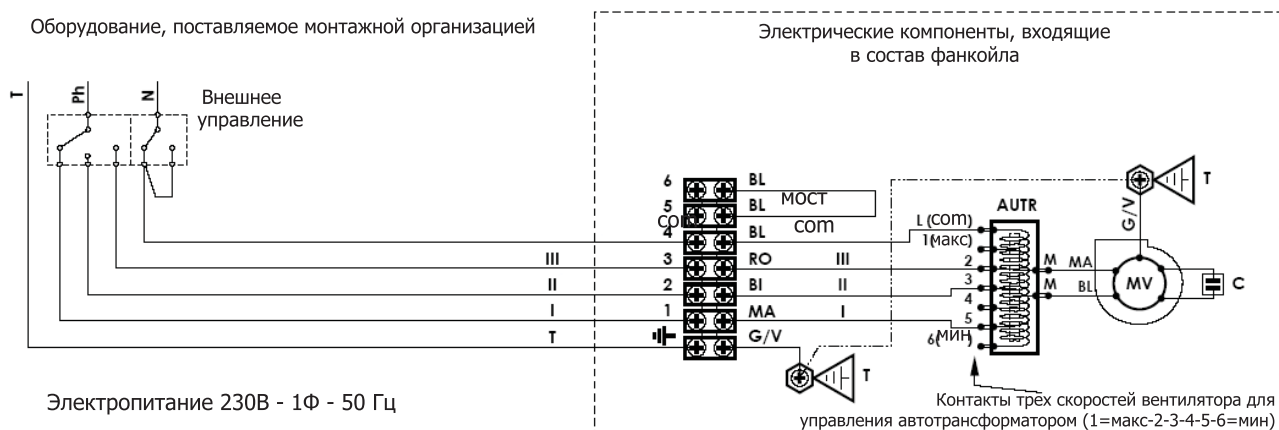 Оборудование, поставляемое монтажной организацией
Электрические компоненты, входящие
в состав фанкойла
T
Ph
N
Внешнее
управление
6 BL
мост
5 BL
com
com
4 BL
III 3 RO III
II 2 BI II
I 1 MA I
T G/V
T
AUTR
L (com)
1(макс)
2
3
4
5
6(мин)
M MA
M BL
MV
C
G/V
T
Электропитание 230В - 1Ф - 50 Гц
Контакты трёх скоростей вентилятора для
управления автотрансформатором (1=макс-2-3-4-5-6=мин)